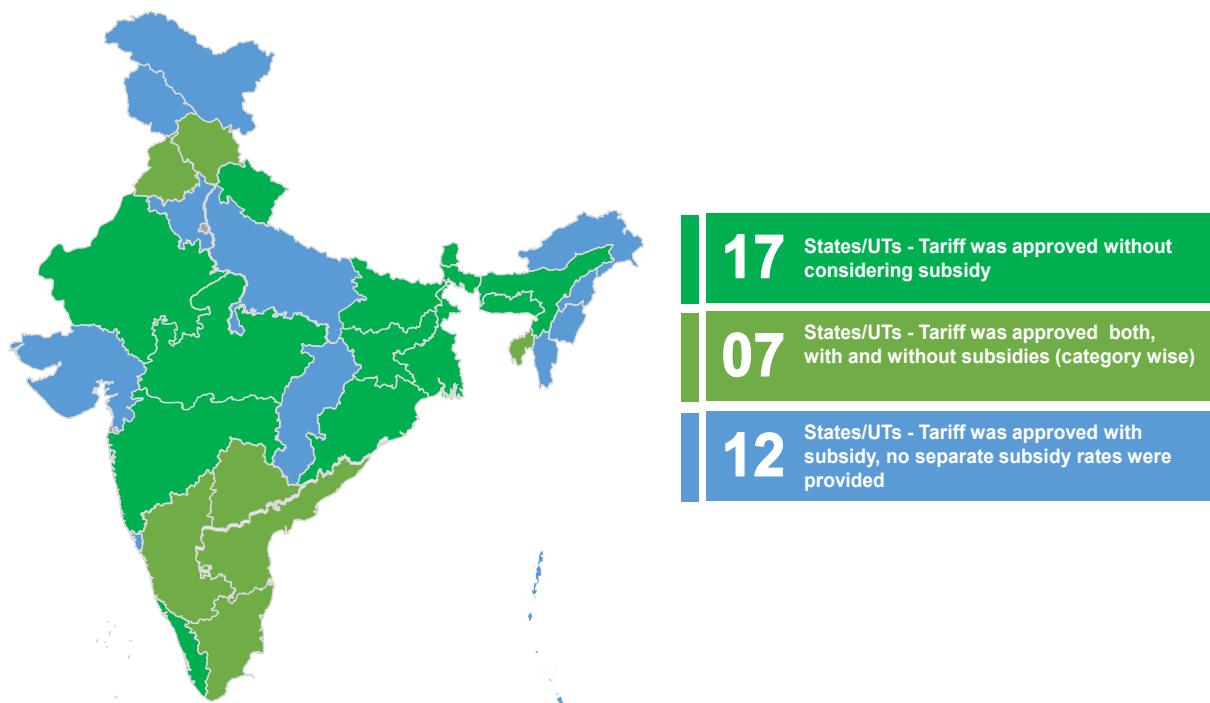 17
States/UTs - Tariff was approved without
considering subsidy
07
States/UTs - Tariff was approved both,
with and without subsidies (category wise)
12
States/UTs - Tariff was approved with
subsidy, no separate subsidy rates were
provided